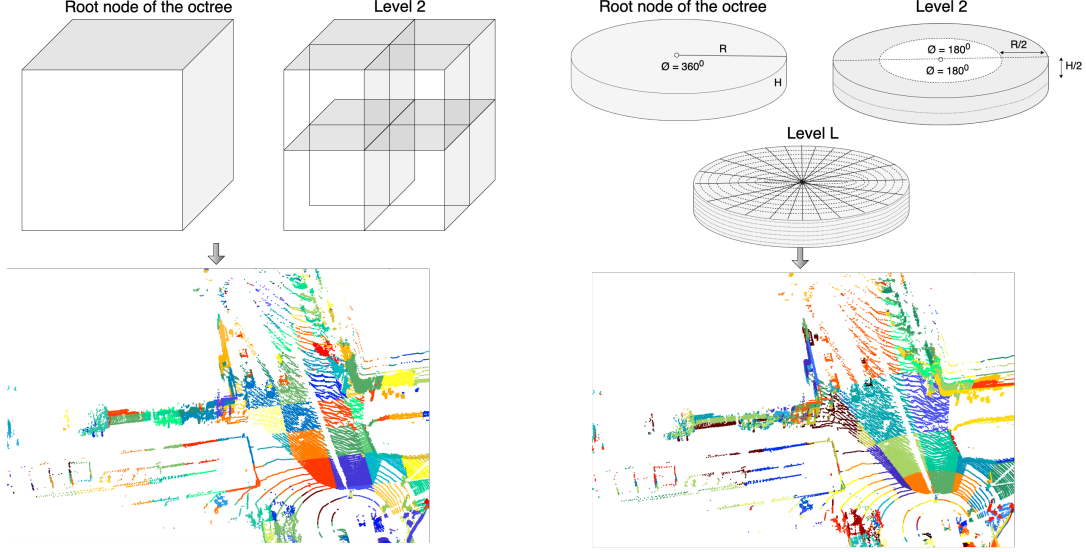 Root node of the octree
Level 2
Root node of the octree
Level 2
R
Ø = 360⁰
H
Ø = 180⁰
Ø = 180⁰
R/2
H/2
Level L